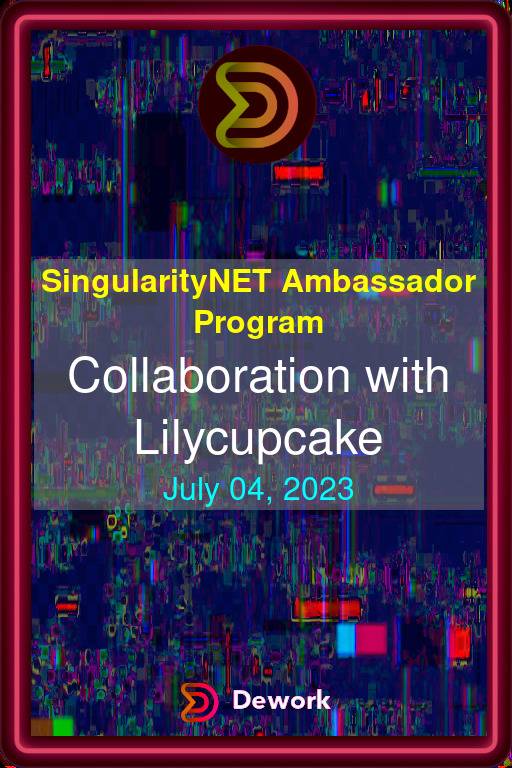 SingularityNET Ambassador
Program
Collaboration with
Lilycupcake
July 04, 2023
Dework